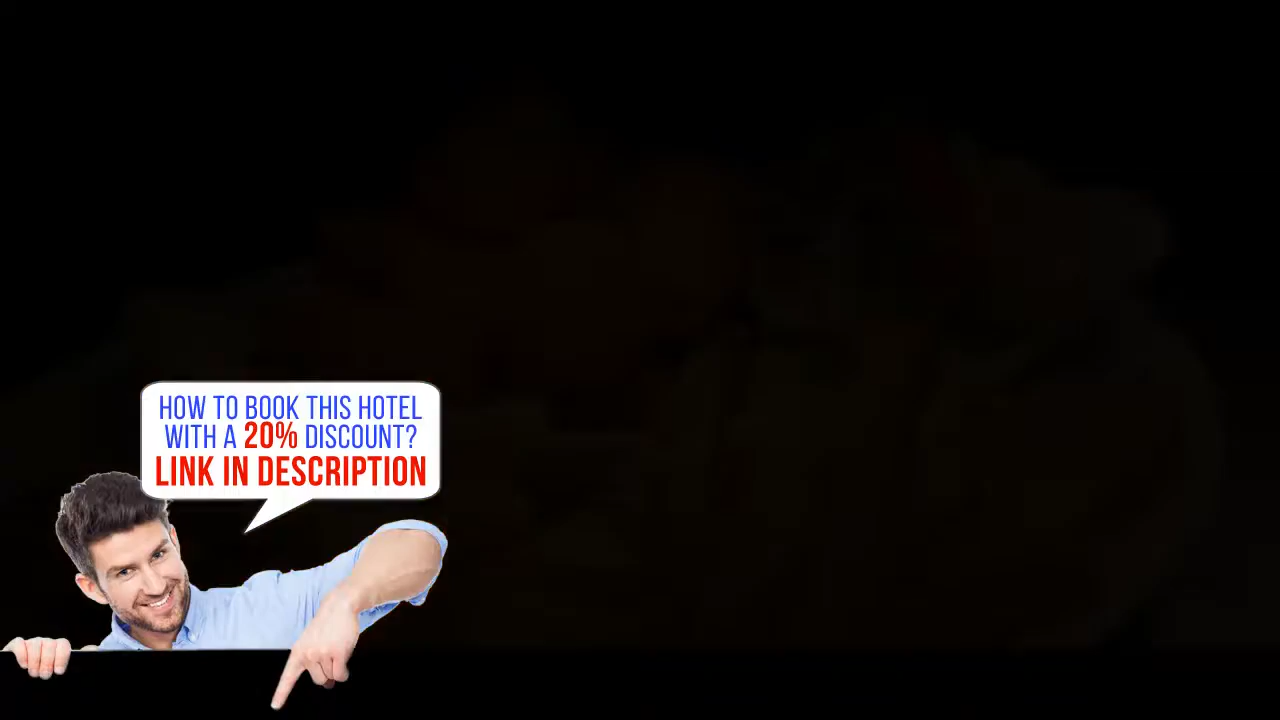 HOW TO BOOK THIS HOTEL
WITH A 20% DISCOUNT?
LINK IN DESCRIPTION